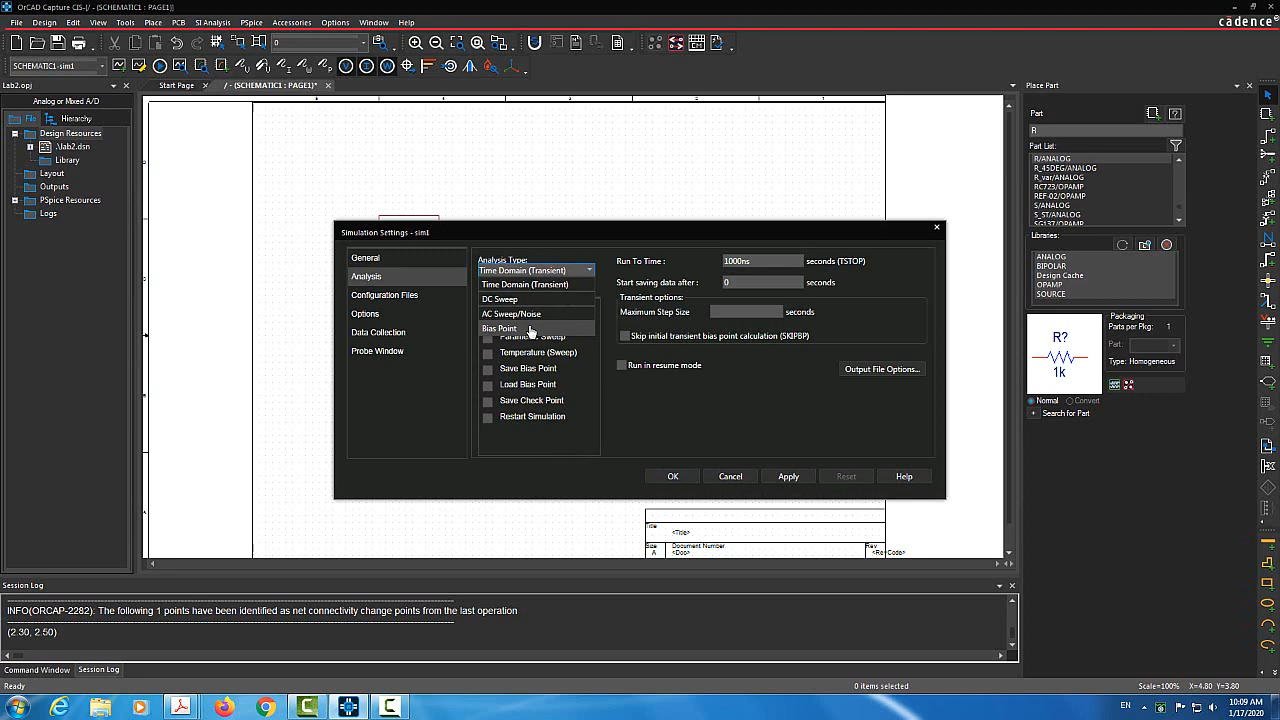 OrCAD Capture CIS-[/ - (SCHEMATIC1 : PAGE1)]
File Design Edit View Tools Place PCB SI Analysis PSpice Accessories Options Window Help
cadence
0
SCHEMATIC1-sim1
Lab2.opj
Start Page
/ - (SCHEMATIC1 : PAGE1)*
Analog or Mixed A/D
File Hierarchy
Design Resources
.\lab2.dsn
Library
Layout
Outputs
PSpice Resources
Logs
Simulation Settings - sim1
General
Analysis
Configuration Files
Options
Data Collection
Probe Window
Analysis Type:
Time Domain (Transient)
Time Domain (Transient)
DC Sweep
AC Sweep/Noise
Bias Point
Temperature (Sweep)
Save Bias Point
Load Bias Point
Save Check Point
Restart Simulation
Run To Time : 1000ns seconds (TSTOP)
Start saving data after : 0 seconds
Transient options:
Maximum Step Size seconds
Skip initial transient bias point calculation (SKIPBP)
Run in resume mode
Output File Options...
OK Cancel Apply Reset Help
Title
<Title>
Size Document Number Rev
A <Doc>
Place Part
Part
R
Part List:
R/ANALOG
R_45DEG/ANALOG
R_var/ANALOG
RC723/OPAMP
REF-02/OPAMP
S/ANALOG
S_ST/ANALOG
SG137/OPAMP
Libraries:
ANALOG
BIPOLAR
Design Cache
OPAMP
SOURCE
R?
1k
Packaging
Parts per Pkg: 1
Part:
Type: Homogeneous
Normal Convert
Search for Part
Session Log
INFO(ORCAP-2282): The following 1 points have been identified as net connectivity change points from the last operation
(2.30, 2.50)
Command Window Session Log
Ready
0 items selected
Scale=100% X=4.80 Y=3.80
EN
10:09 AM
1/17/2020